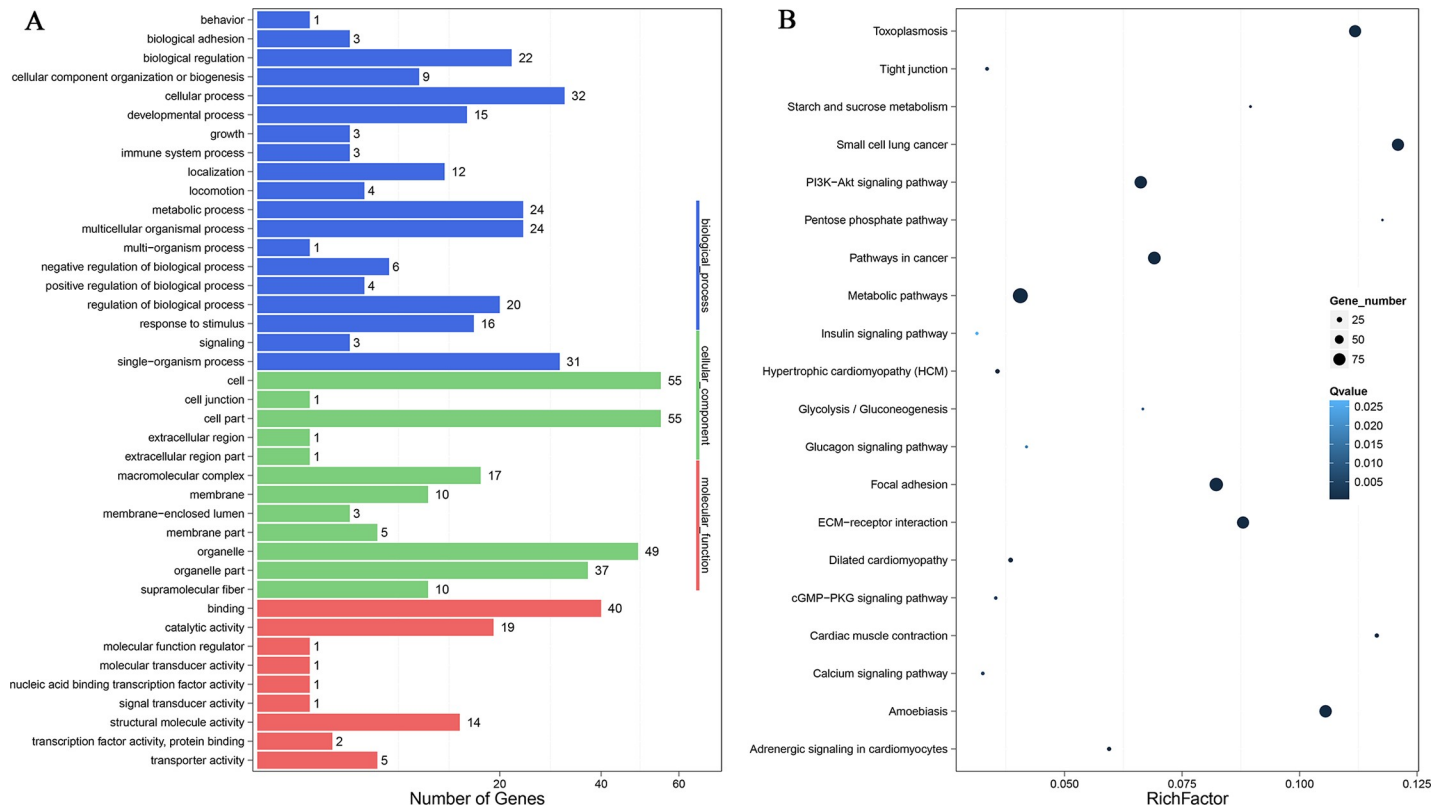 A
behavior 1
biological adhesion 3
biological regulation 22
cellular component organization or biogenesis 9
cellular process 32
developmental process 15
growth 3
immune system process 3
localization 12
locomotion 4
metabolic process 24
multicellular organismal process 24
multi−organism process 1
negative regulation of biological process 6
positive regulation of biological process 4
regulation of biological process 20
response to stimulus 16
signaling 3
single−organism process 31
cell 55
cell junction 1
cell part 55
extracellular region 1
extracellular region part 1
macromolecular complex 17
membrane 10
membrane−enclosed lumen 3
membrane part 5
organelle 49
organelle part 37
supramolecular fiber 10
binding 40
catalytic activity 19
molecular function regulator 1
molecular transducer activity 1
nucleic acid binding transcription factor activity 1
signal transducer activity 1
structural molecule activity 14
transcription factor activity, protein binding 2
transporter activity 5
biological_process
cellular_component
molecular_function
20 40 60
Number of Genes
B
Toxoplasmosis
Tight junction
Starch and sucrose metabolism
Small cell lung cancer
PI3K−Akt signaling pathway
Pentose phosphate pathway
Pathways in cancer
Metabolic pathways
Insulin signaling pathway
Hypertrophic cardiomyopathy (HCM)
Glycolysis / Gluconeogenesis
Glucagon signaling pathway
Focal adhesion
ECM−receptor interaction
Dilated cardiomyopathy
cGMP−PKG signaling pathway
Cardiac muscle contraction
Calcium signaling pathway
Amoebiasis
Adrenergic signaling in cardiomyocytes
0.050 0.075 0.100 0.125
RichFactor
Gene_number
25
50
75
Qvalue
0.025
0.020
0.015
0.010
0.005